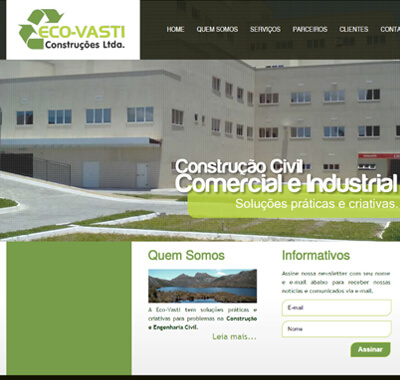 ECO-VASTI
Construções Ltda.
HOME QUEM SOMOS SERVIÇOS PARCEIROS CLIENTES CONTA
Construção Civil
Comercial e Industrial
Soluções práticas e criativas.
Quem Somos
A Eco-Vasti tem soluções práticas e
criativas para problemas na Construção
e Engenharia Civil.
Leia mais...
Informativos
Assine nossa newsletter com seu nome
e e-mail abaixo para receber nossas
notícias e comunicados via e-mail.
E-mail
Nome
Assinar